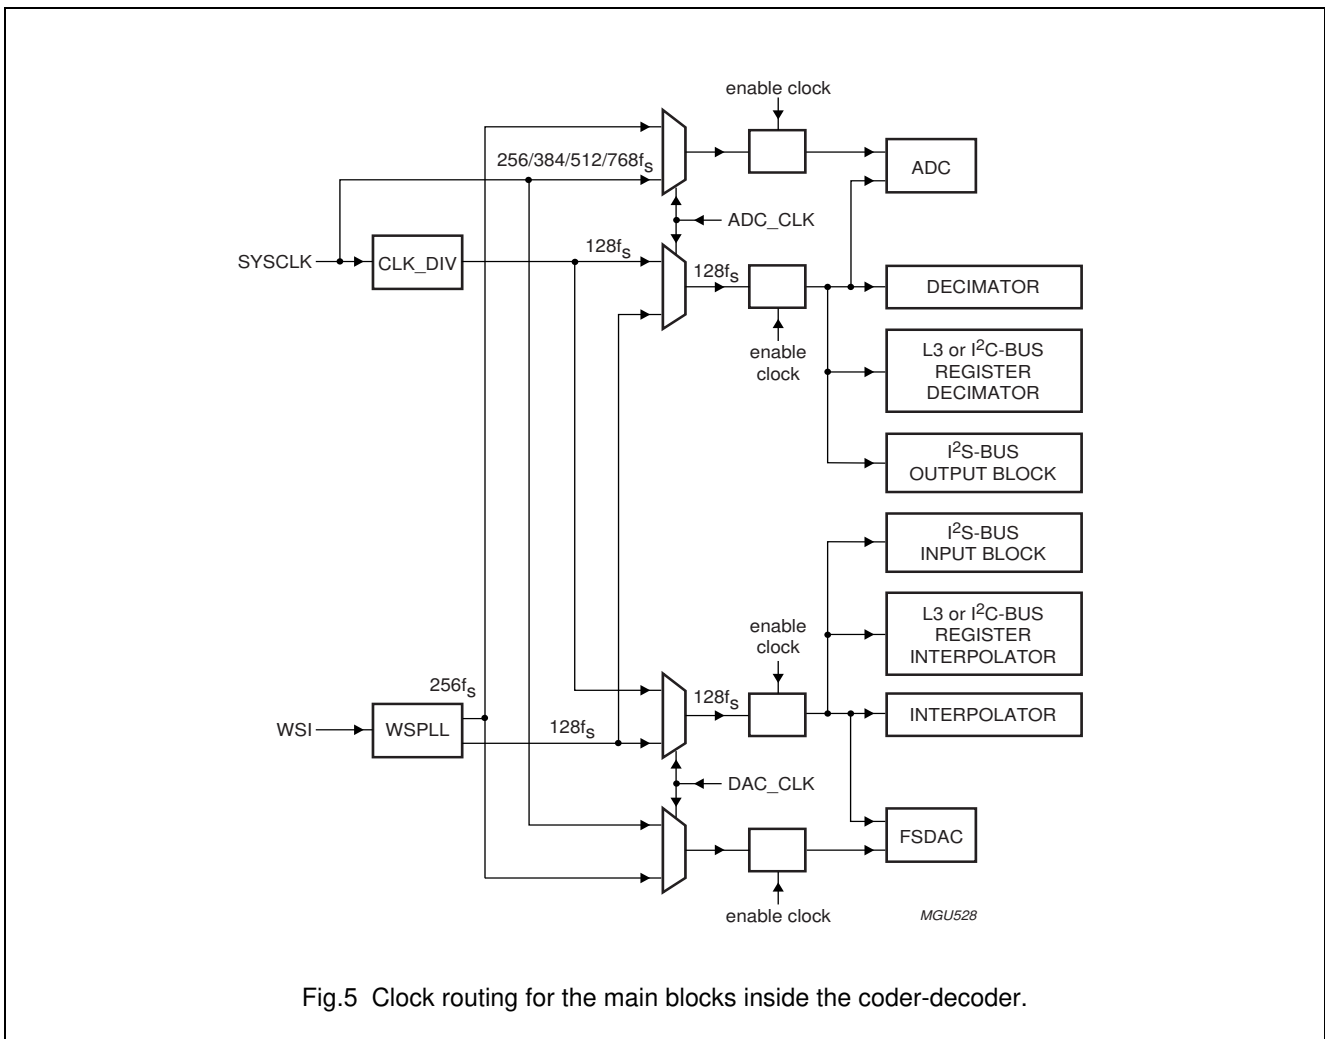 enable clock
256/384/512/768fs
ADC
ADC_CLK
SYSCLK
CLK_DIV
128fs
128fs
DECIMATOR
enable
clock
L3 or I2C-BUS
REGISTER
DECIMATOR
I2S-BUS
OUTPUT BLOCK
I2S-BUS
INPUT BLOCK
enable
clock
L3 or I2C-BUS
REGISTER
INTERPOLATOR
256fs
128fs
INTERPOLATOR
WSI
WSPLL
128fs
DAC_CLK
FSDAC
enable clock
MGU528
Fig.5 Clock routing for the main blocks inside the coder-decoder.